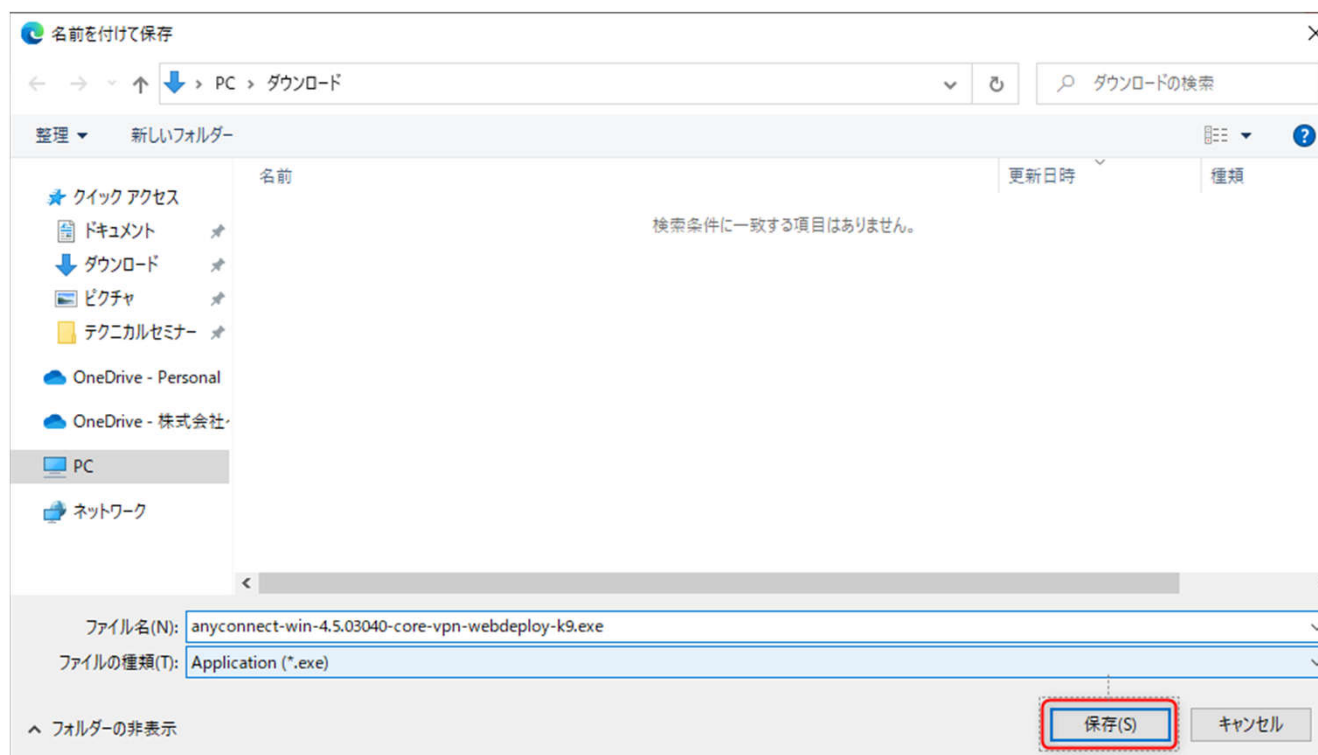 名前を付けて保存
PC › ダウンロード
ダウンロードの検索
整理 新しいフォルダー
名前 更新日時 種類
検索条件に一致する項目はありません。
クイック アクセス
ドキュメント
ダウンロード
ピクチャ
テクニカルセミナー
OneDrive - Personal
OneDrive - 株式会社
PC
ネットワーク
ファイル名(N): anyconnect-win-4.5.03040-core-vpn-webdeploy-k9.exe
ファイルの種類(T): Application (*.exe)
フォルダーの非表示 保存(S) キャンセル